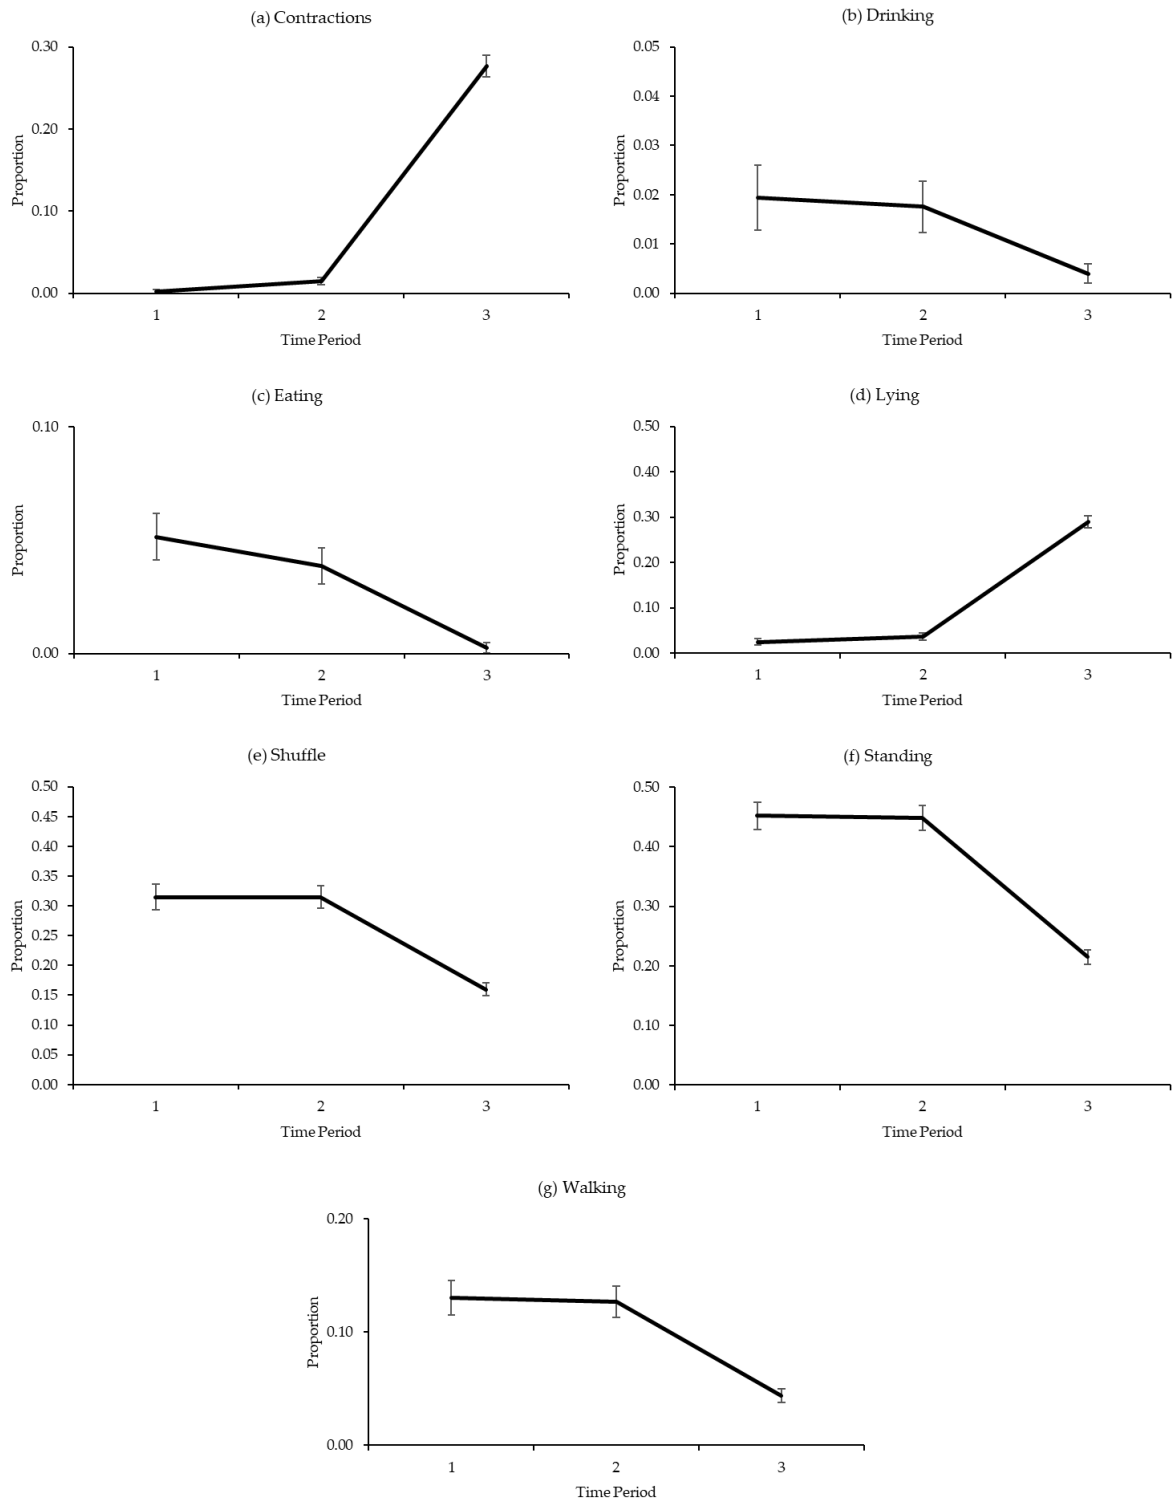 (a) Contractions
0.30
0.20
0.10
0.00
Proportion
1 2 3
Time Period
(b) Drinking
0.05
0.04
0.03
0.02
0.01
0.00
Proportion
1 2 3
Time Period
(c) Eating
0.10
0.00
Proportion
1 2 3
Time Period
(d) Lying
0.50
0.40
0.30
0.20
0.10
0.00
Proportion
1 2 3
Time Period
(e) Shuffle
0.50
0.45
0.40
0.35
0.30
0.25
0.20
0.15
0.10
0.05
0.00
Proportion
1 2 3
Time Period
(f) Standing
0.50
0.40
0.30
0.20
0.10
0.00
Proportion
1 2 3
Time Period
(g) Walking
0.20
0.10
0.00
Proportion
1 2 3
Time Period